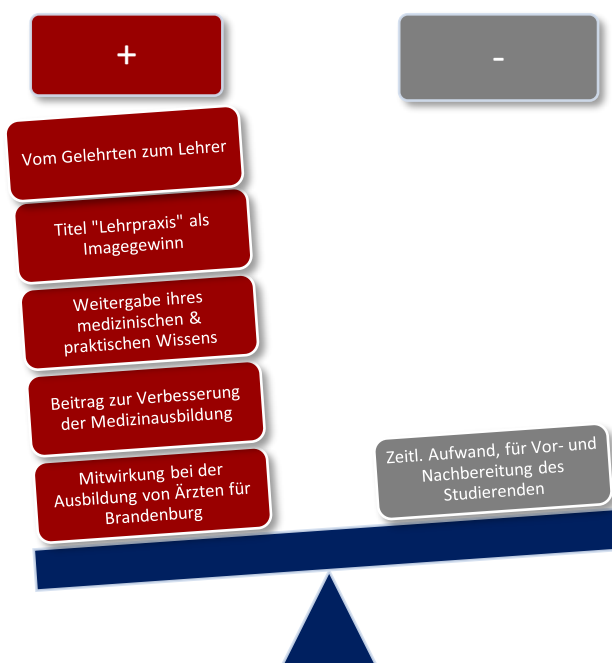 +
-
Vom Gelehrten zum Lehrer
Titel "Lehrpraxis" als
Imagegewinn
Weitergabe ihres
medizinischen &
praktischen Wissens
Beitrag zur Verbesserung
der Medizinausbildung
Mitwirkung bei der
Ausbildung von Ärzten für
Brandenburg
Zeitl. Aufwand, für Vor- und
Nachbereitung des
Studierenden